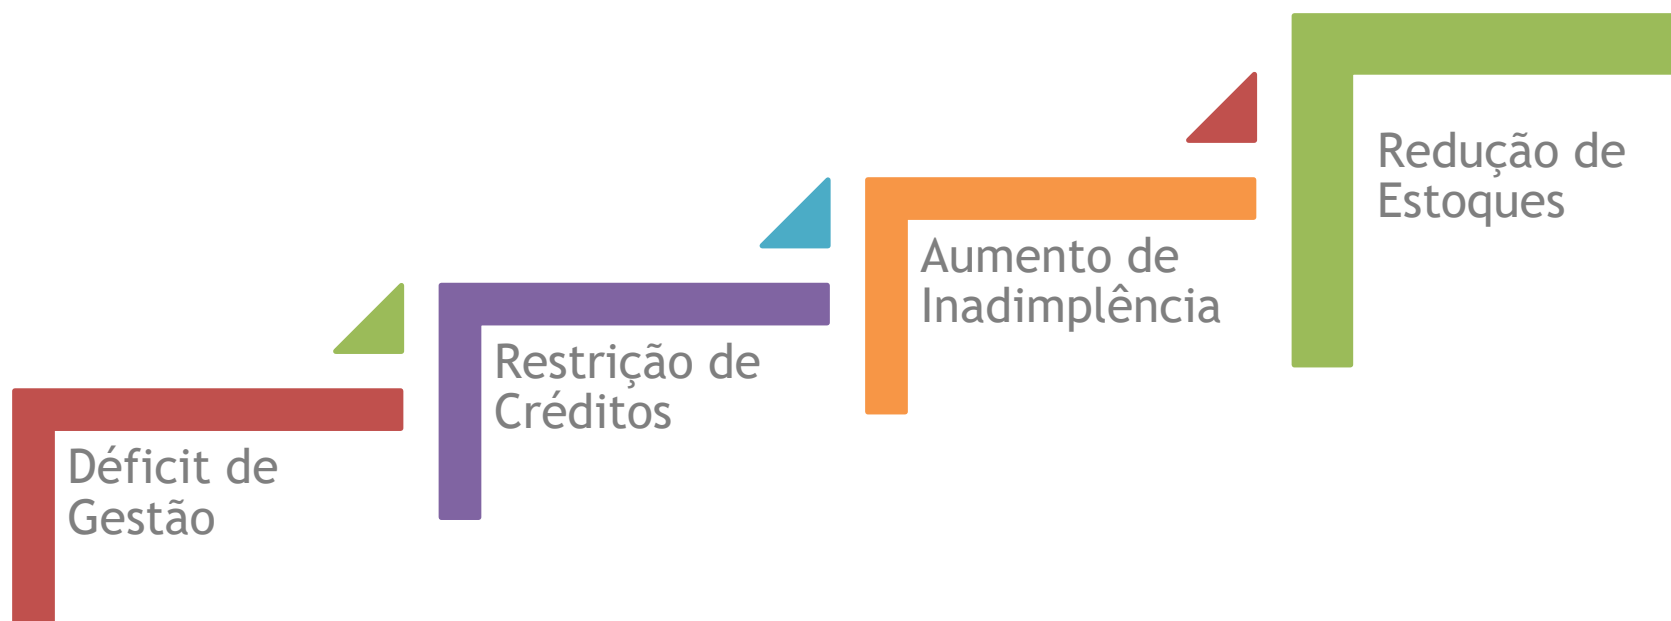 Déficit de
Gestão
Restrição de
Créditos
Aumento de
Inadimplência
Redução de
Estoques